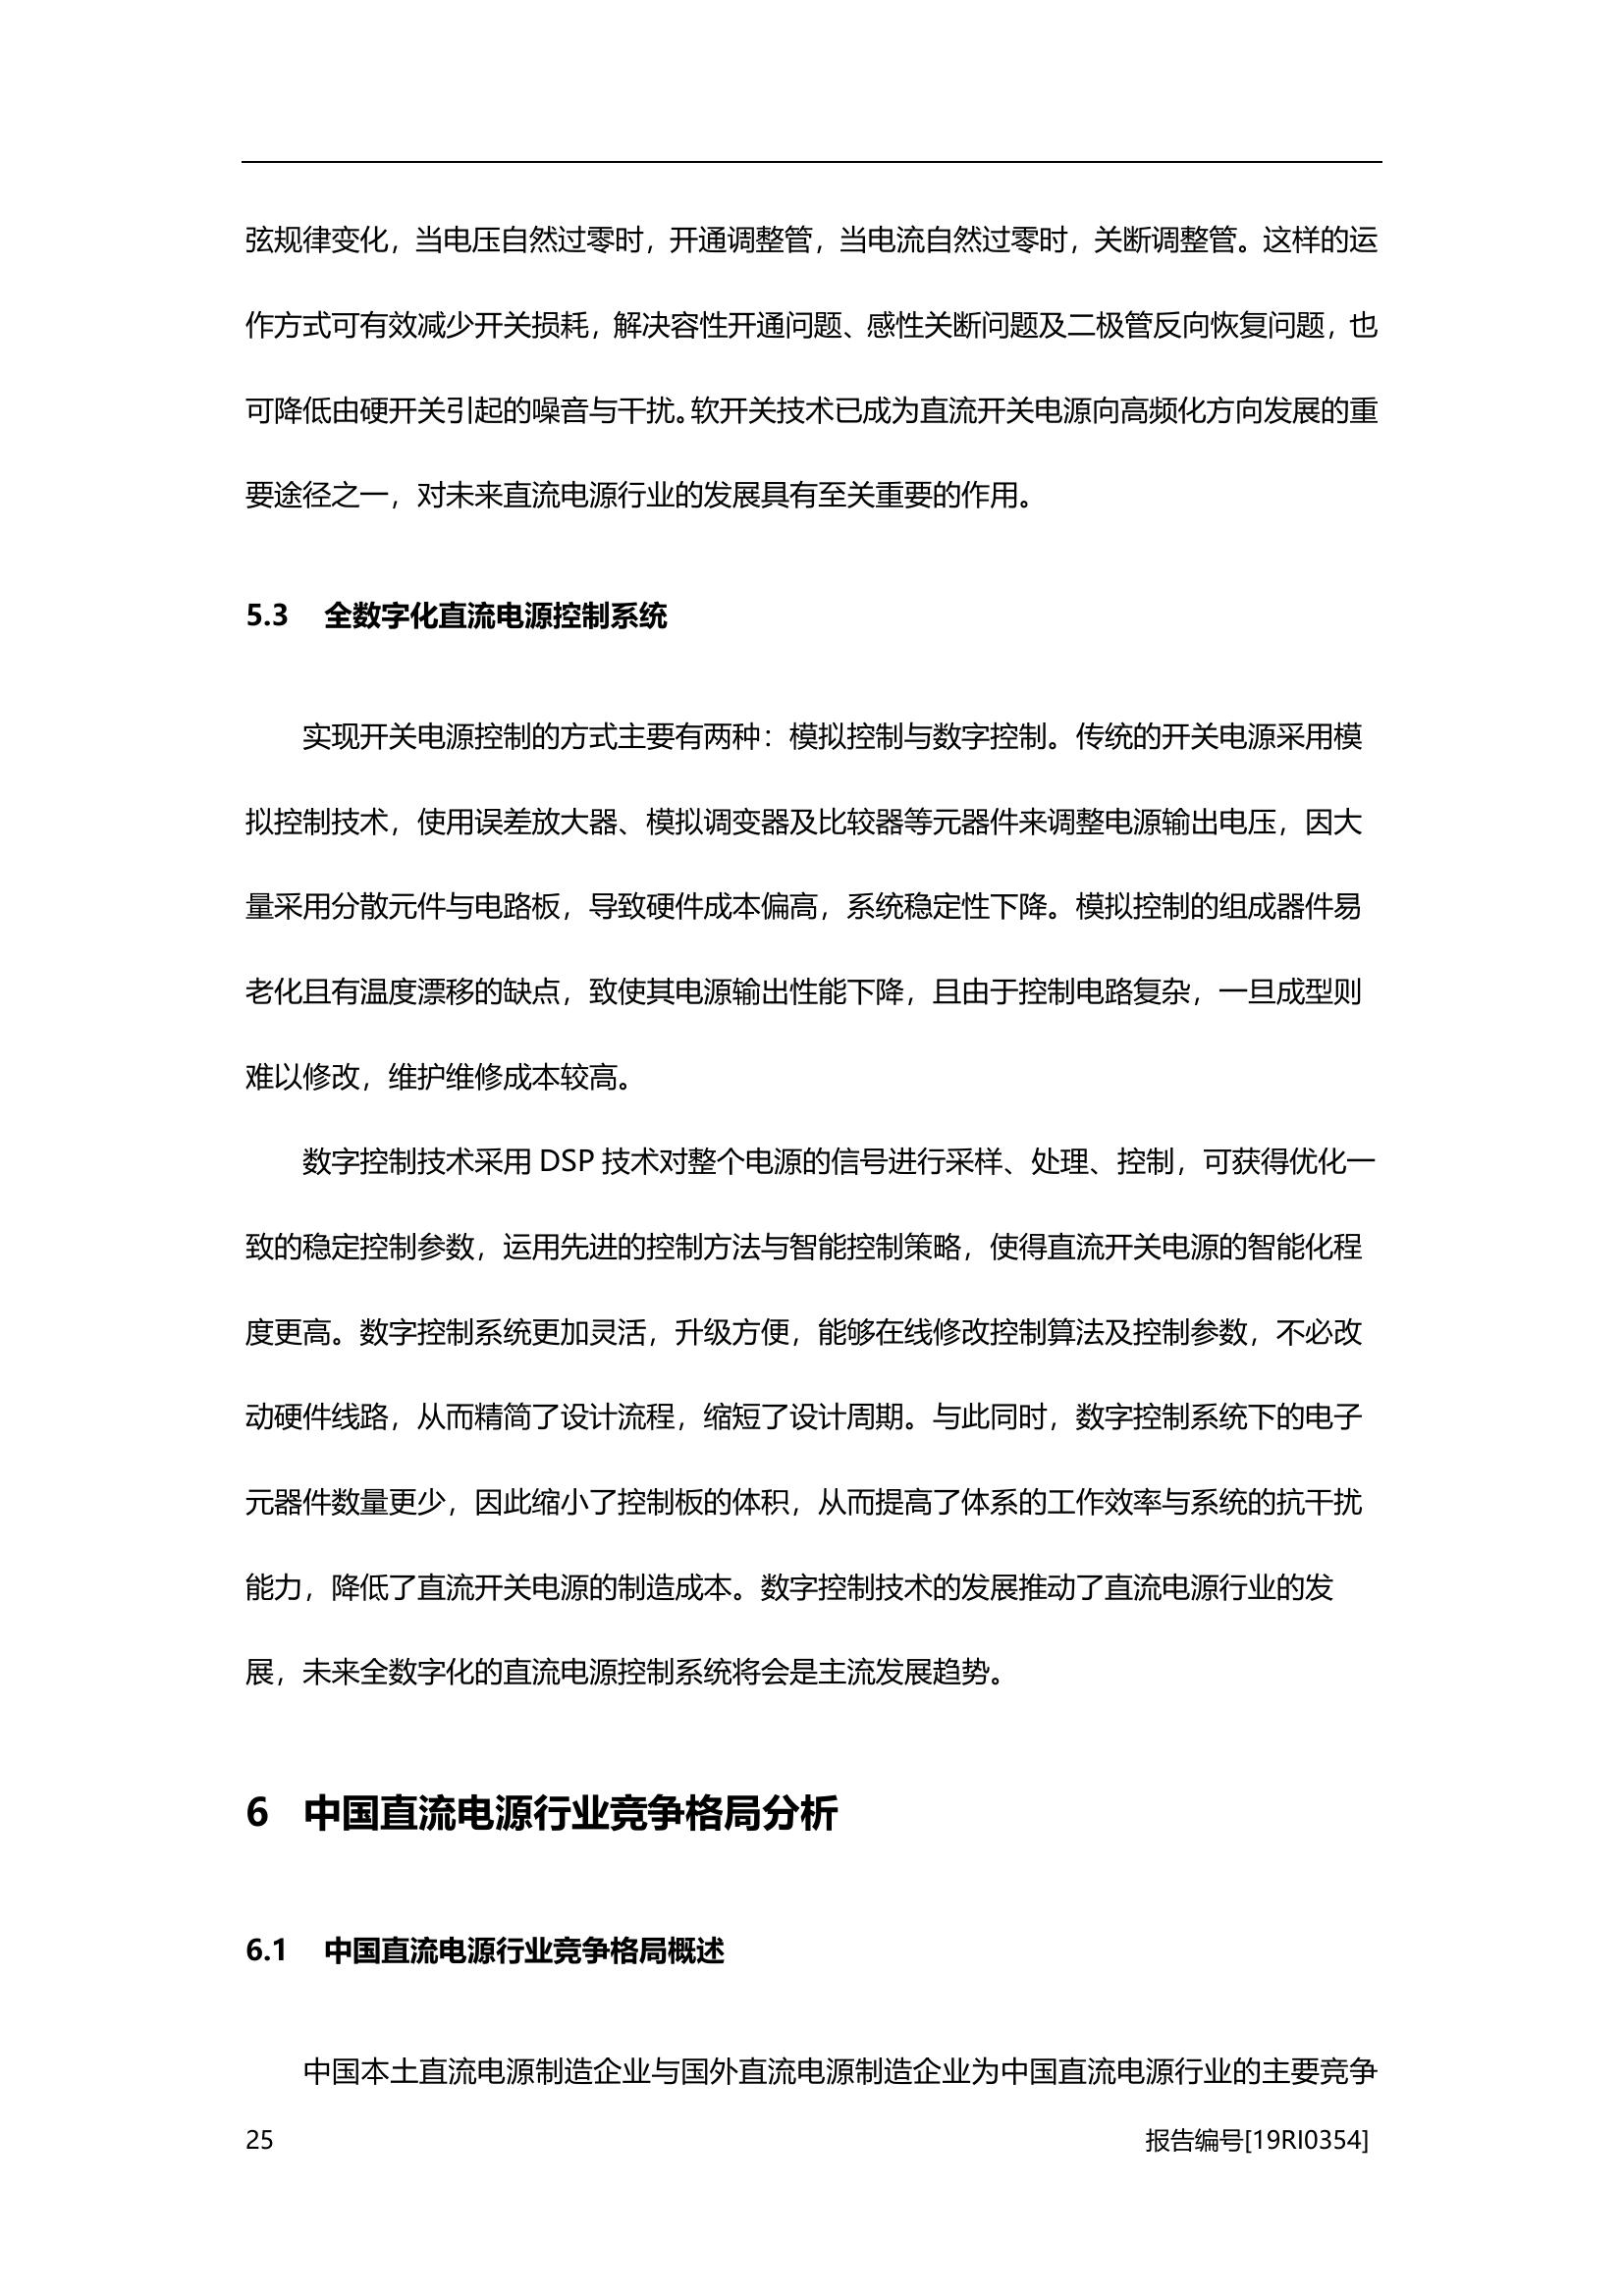 弦规律变化，当电压自然过零时，开通调整管，当电流自然过零时，关断调整管。这样的运
作方式可有效减少开关损耗，解决容性开通问题、感性关断问题及二极管反向恢复问题，也
可降低由硬开关引起的噪音与干扰。软开关技术已成为直流开关电源向高频化方向发展的重
要途径之一，对未来直流电源行业的发展具有至关重要的作用。
5.3 全数字化直流电源控制系统
实现开关电源控制的方式主要有两种：模拟控制与数字控制。传统的开关电源采用模
拟控制技术，使用误差放大器、模拟调变器及比较器等元器件来调整电源输出电压，因大
量采用分散元件与电路板，导致硬件成本偏高，系统稳定性下降。模拟控制的组成器件易
老化且有温度漂移的缺点，致使其电源输出性能下降，且由于控制电路复杂，一旦成型则
难以修改，维护维修成本较高。
数字控制技术采用 DSP 技术对整个电源的信号进行采样、处理、控制，可获得优化一
致的稳定控制参数，运用先进的控制方法与智能控制策略，使得直流开关电源的智能化程
度更高。数字控制系统更加灵活，升级方便，能够在线修改控制算法及控制参数，不必改
动硬件线路，从而精简了设计流程，缩短了设计周期。与此同时，数字控制系统下的电子
元器件数量更少，因此缩小了控制板的体积，从而提高了体系的工作效率与系统的抗干扰
能力，降低了直流开关电源的制造成本。数字控制技术的发展推动了直流电源行业的发
展，未来全数字化的直流电源控制系统将会是主流发展趋势。
6 中国直流电源行业竞争格局分析
6.1 中国直流电源行业竞争格局概述
中国本土直流电源制造企业与国外直流电源制造企业为中国直流电源行业的主要竞争
25 报告编号[19RI0354]